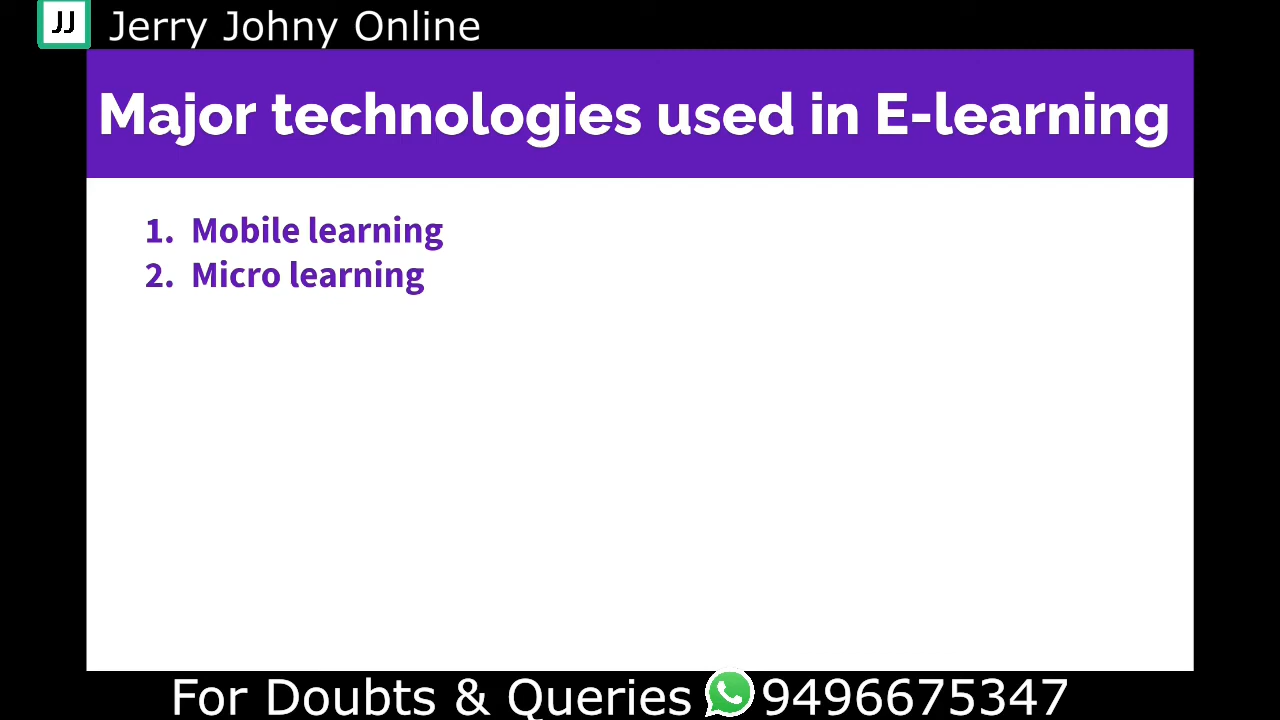 JJ Jerry Johny Online
Major technologies used in E-learning
1. Mobile learning
2. Micro learning
For Doubts & Queries 9496675347